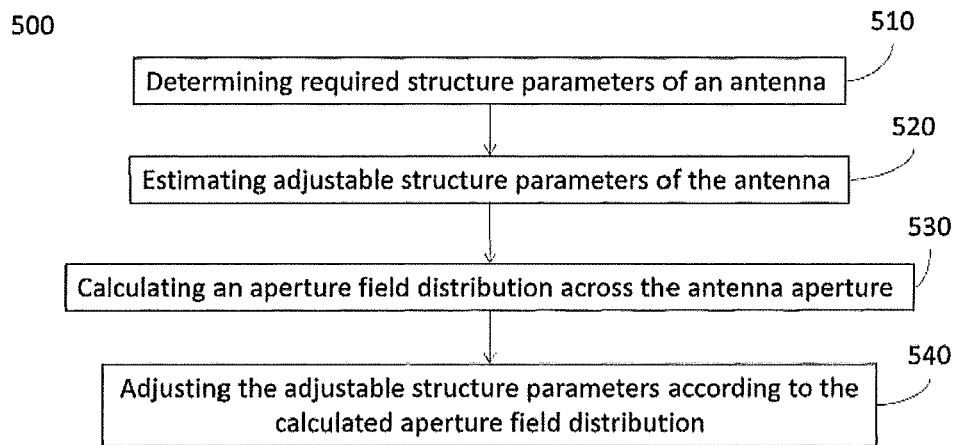 500
510
Determining required structure parameters of an antenna
520
Estimating adjustable structure parameters of the antenna
530
Calculating an aperture field distribution across the antenna aperture
540
Adjusting the adjustable structure parameters according to the
calculated aperture field distribution